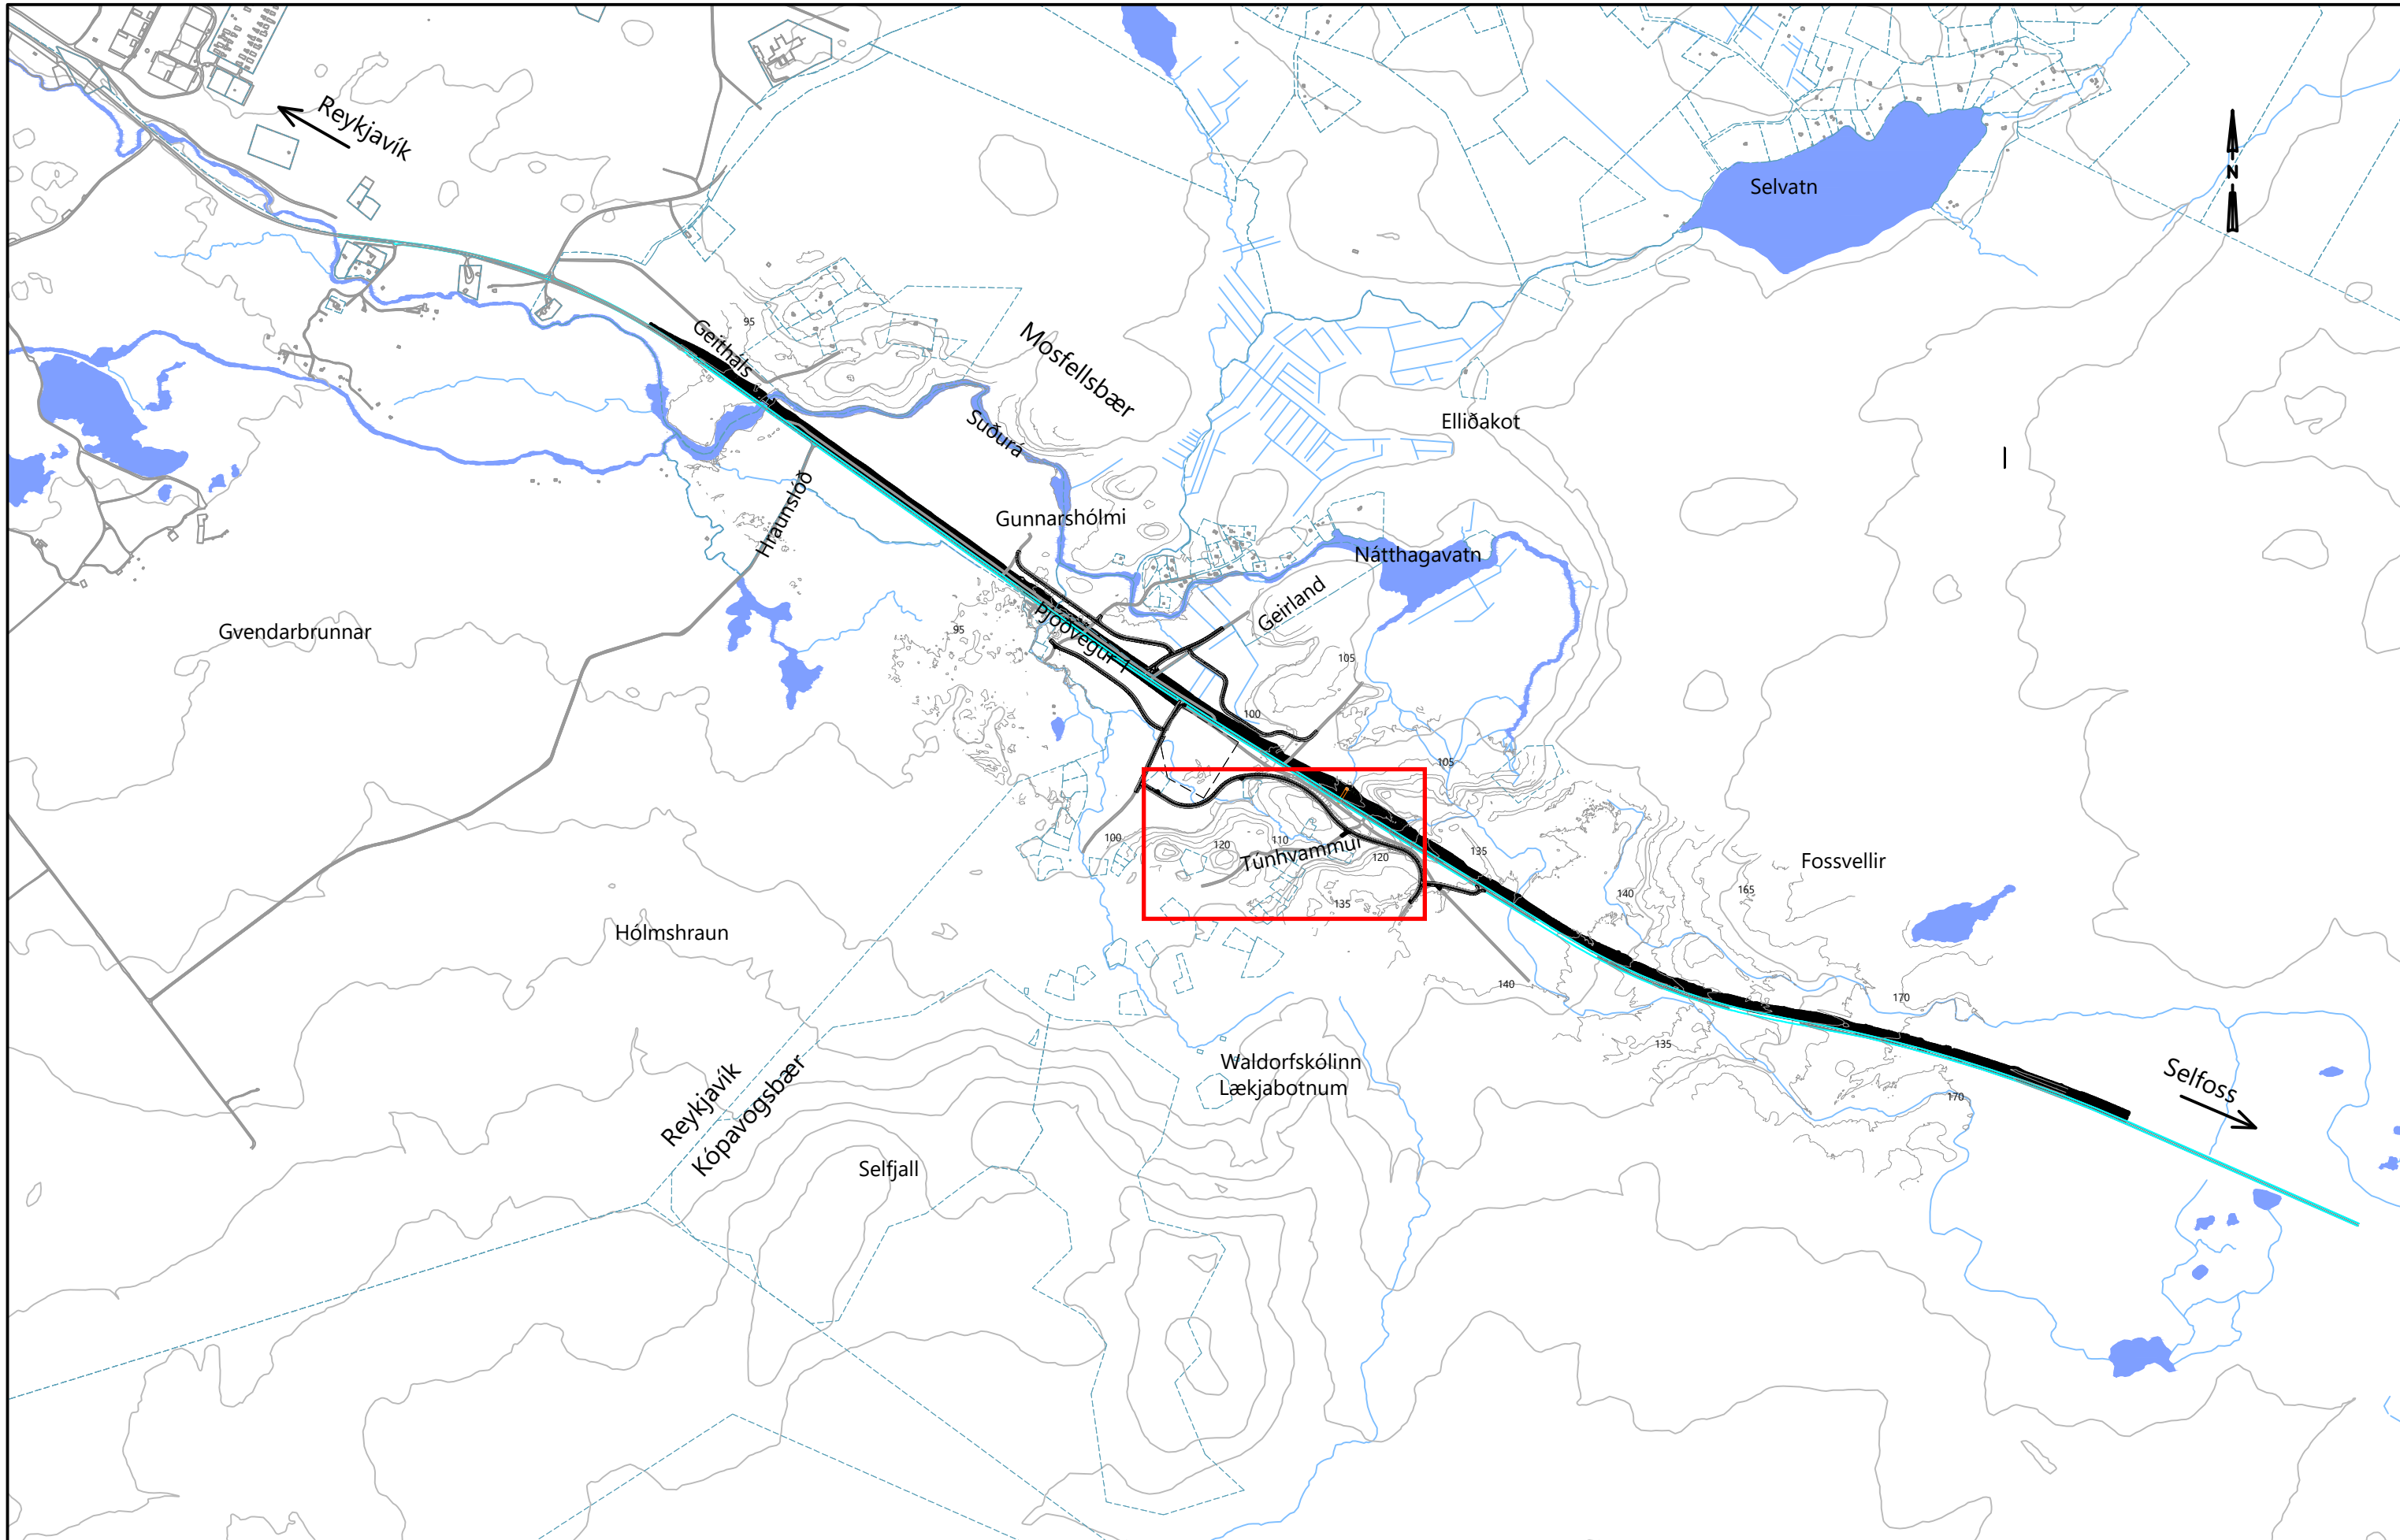 Reykjavík
N
Selvatn
95
Geitháls
Mosfellsbær
Suðurá
Elliðakot
Hraunslóð
Gunnarshólmi
Nátthagavatn
Geirland
Þjóðvegur 1
Gvendarbrunnar
95
105
100
105
100
120
110
Túnhvammur
120
135
135
Fossvellir
140
165
Hólmshraun
140
170
135
170
Waldorfskólinn
Lækjabotnum
Selfoss
Reykjavík
Kópavogsbær
Selfjall